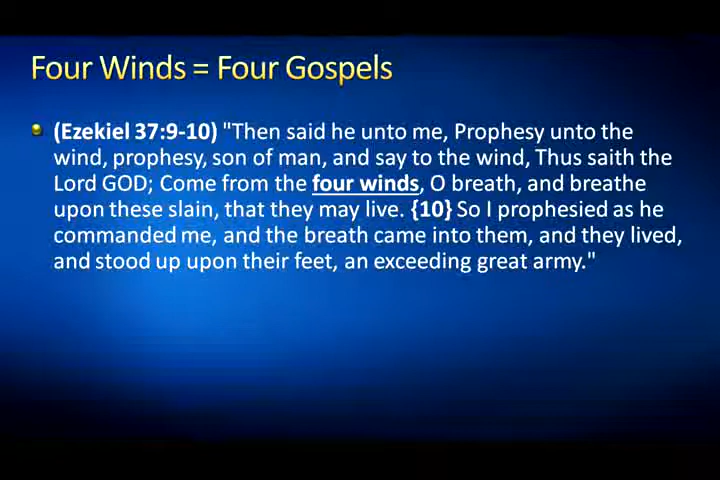 Four Winds = Four Gospels
(Ezekiel 37:9-10) "Then said he unto me, Prophesy unto the
wind, prophesy, son of man, and say to the wind, Thus saith the
Lord GOD; Come from the four winds, O breath, and breathe
upon these slain, that they may live. {10} So I prophesied as he
commanded me, and the breath came into them, and they lived,
and stood up upon their feet, an exceeding great army."